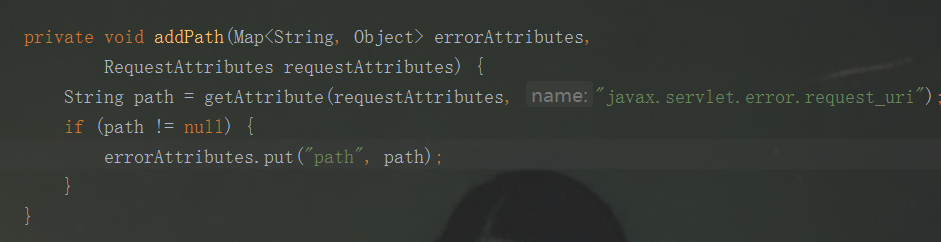 private void addPath(Map<String, Object> errorAttributes,
        RequestAttributes requestAttributes) {
    String path = getAttribute(requestAttributes, name: "javax.servlet.error.request_uri");
    if (path != null) {
        errorAttributes.put("path", path);
    }
}